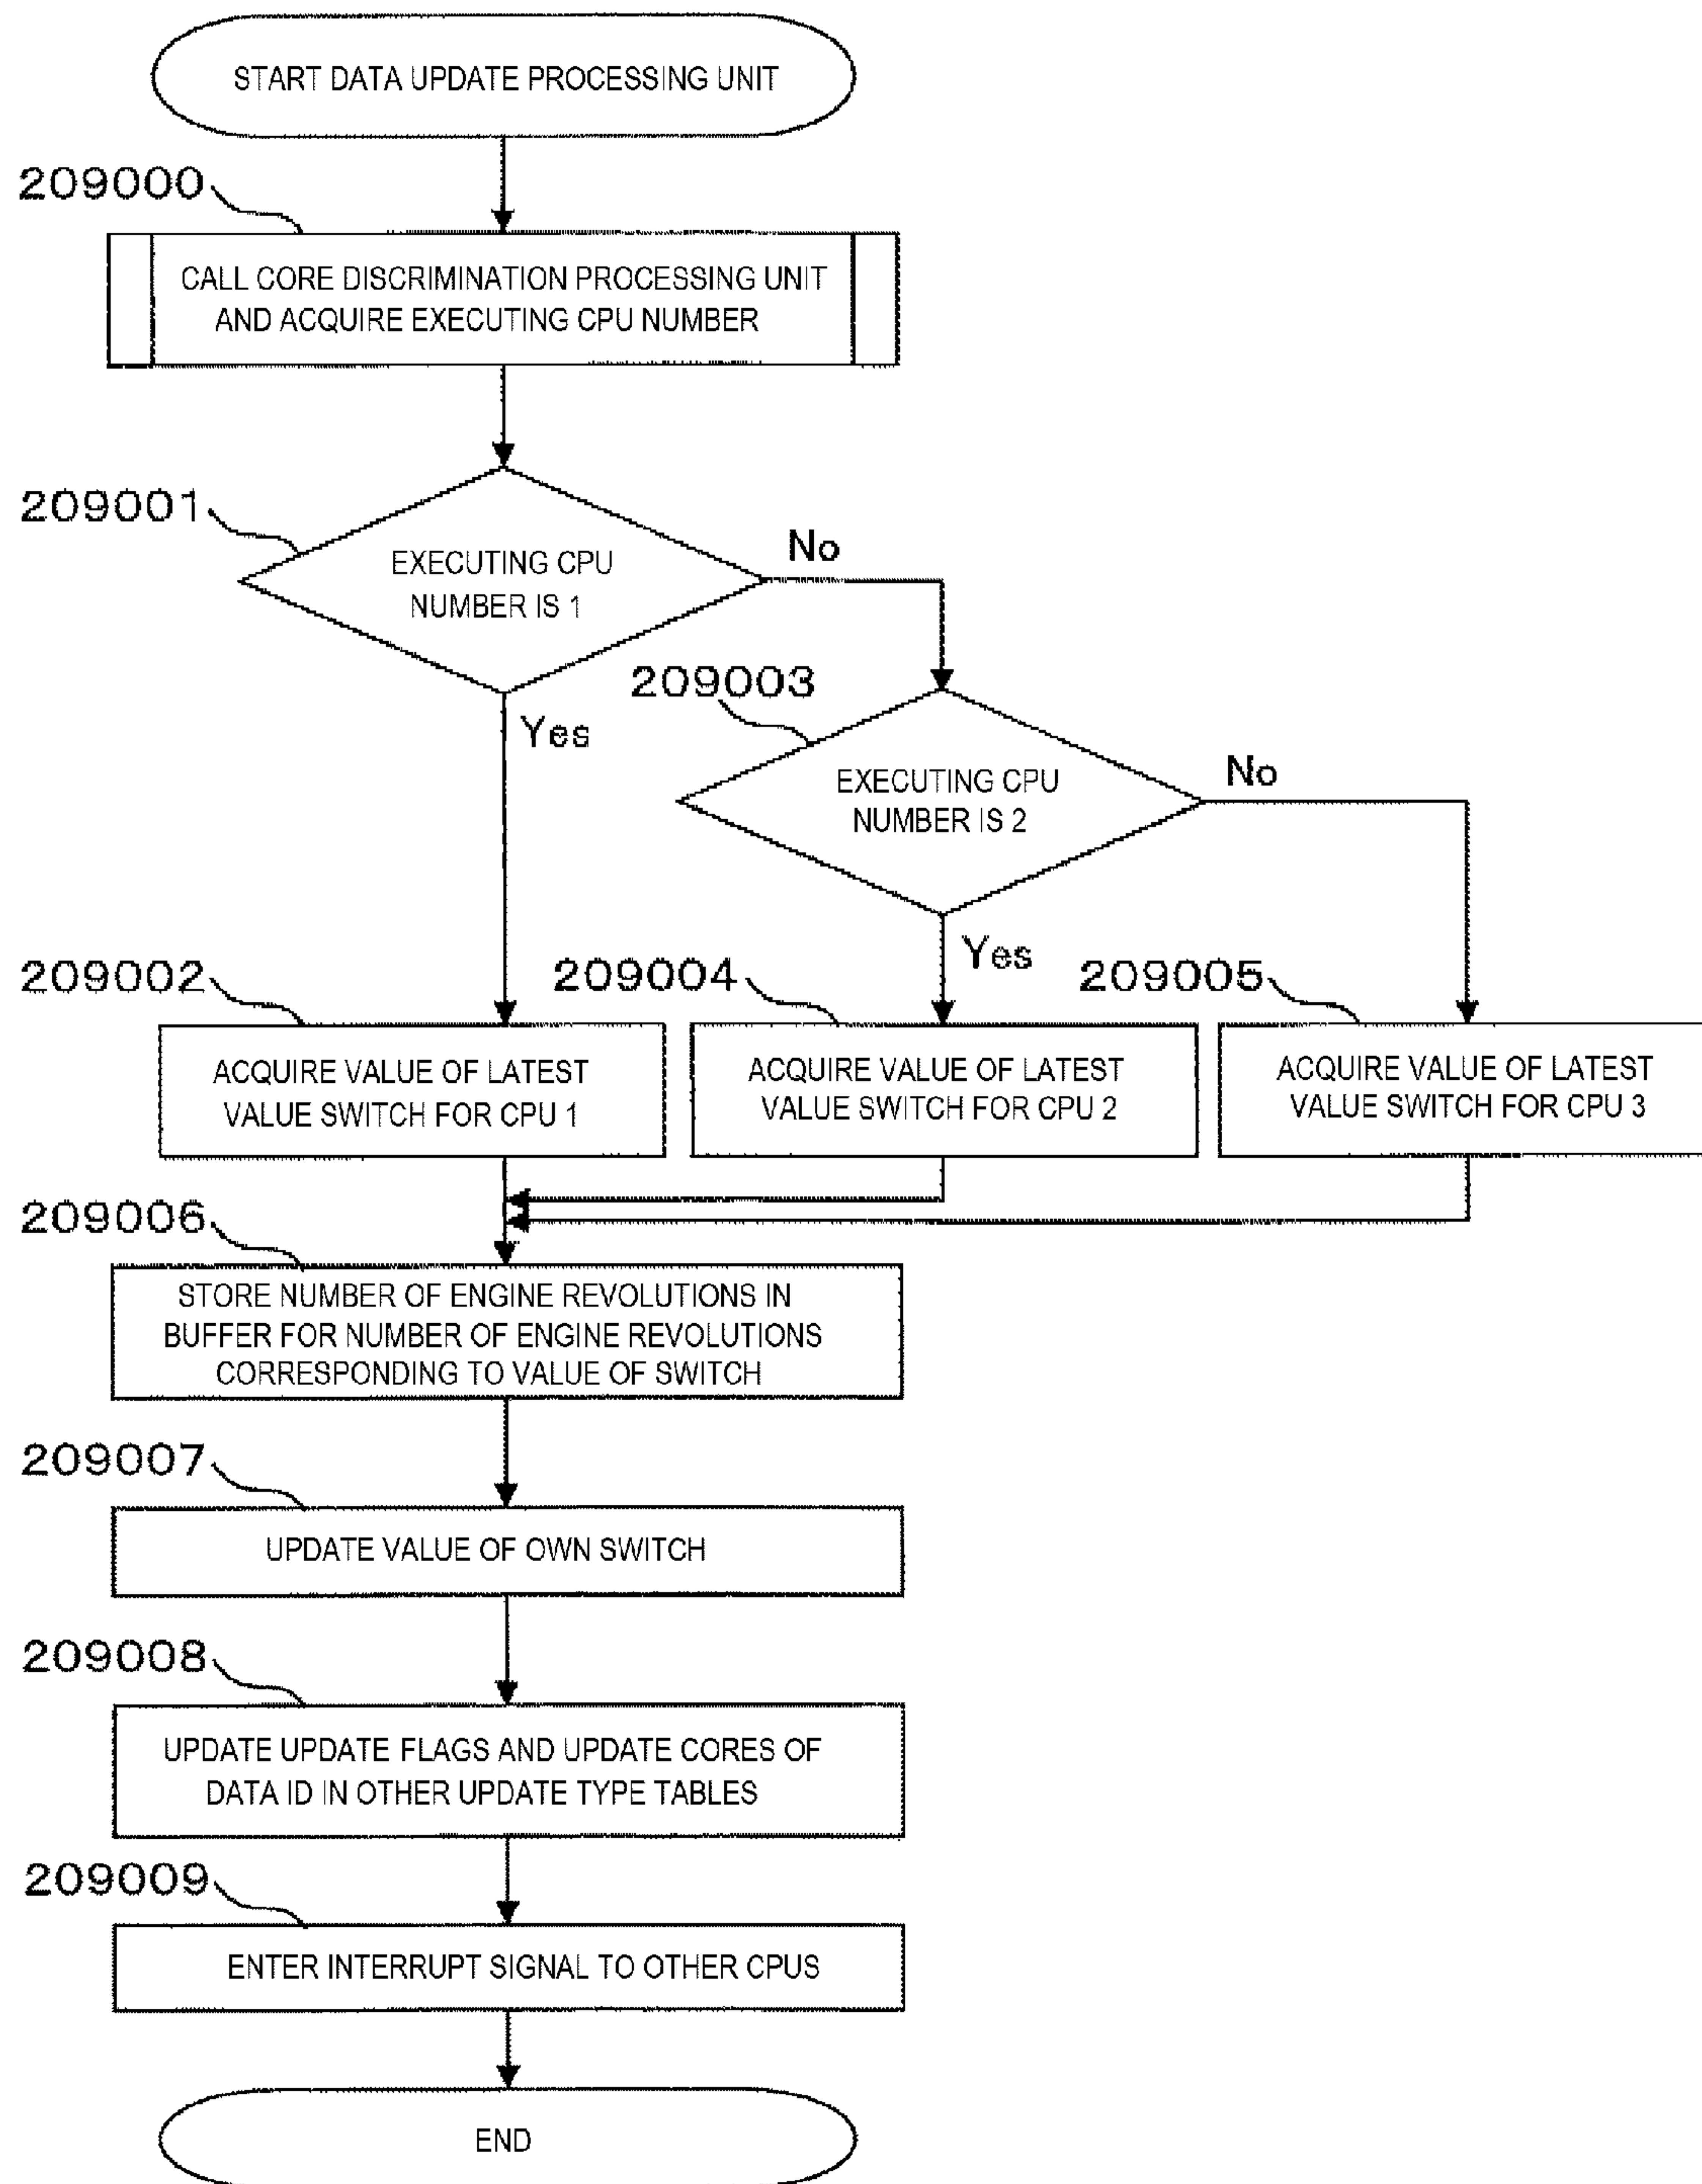 START DATA UPDATE PROCESSING UNIT
209000
CALL CORE DISCRIMINATION PROCESSING UNIT
AND ACQUIRE EXECUTING CPU NUMBER
209001
EXECUTING CPU
NUMBER IS 1
No
Yes
209003
EXECUTING CPU
NUMBER IS 2
No
Yes
209002
ACQUIRE VALUE OF LATEST
VALUE SWITCH FOR CPU 1
209004
ACQUIRE VALUE OF LATEST
VALUE SWITCH FOR CPU 2
209005
ACQUIRE VALUE OF LATEST
VALUE SWITCH FOR CPU 3
209006
STORE NUMBER OF ENGINE REVOLUTIONS IN
BUFFER FOR NUMBER OF ENGINE REVOLUTIONS
CORRESPONDING TO VALUE OF SWITCH
209007
UPDATE VALUE OF OWN SWITCH
209008
UPDATE UPDATE FLAGS AND UPDATE CORES OF
DATA ID IN OTHER UPDATE TYPE TABLES
209009
ENTER INTERRUPT SIGNAL TO OTHER CPUS
END